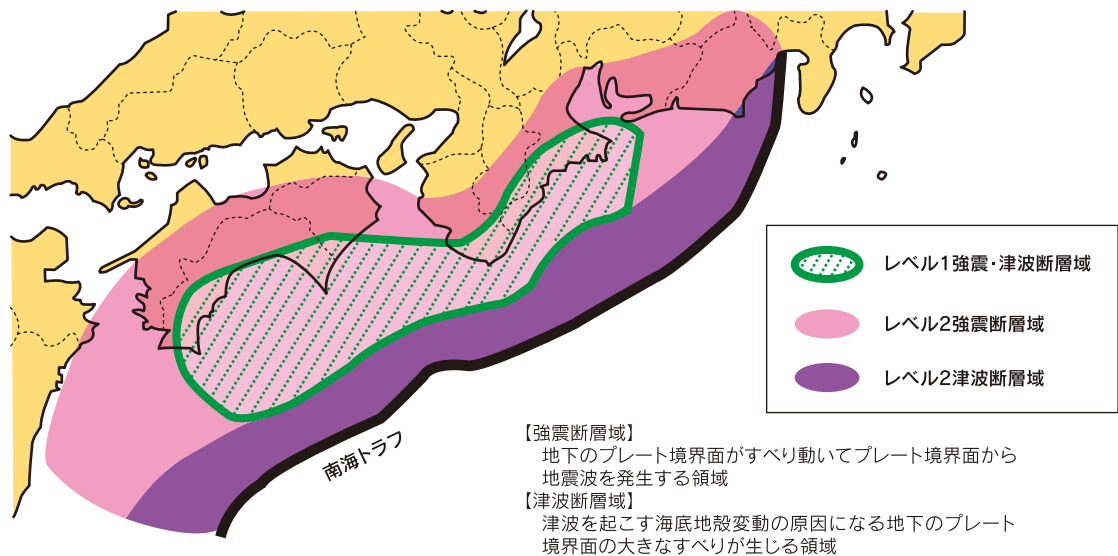 レベル1強震・津波断層域
レベル2強震断層域
レベル2津波断層域
南海トラフ
【強震断層域】
地下のプレート境界面がすべり動いてプレート境界面から
地震波を発生する領域
【津波断層域】
津波を起こす海底地殻変動の原因になる地下のプレート
境界面の大きなすべりが生じる領域